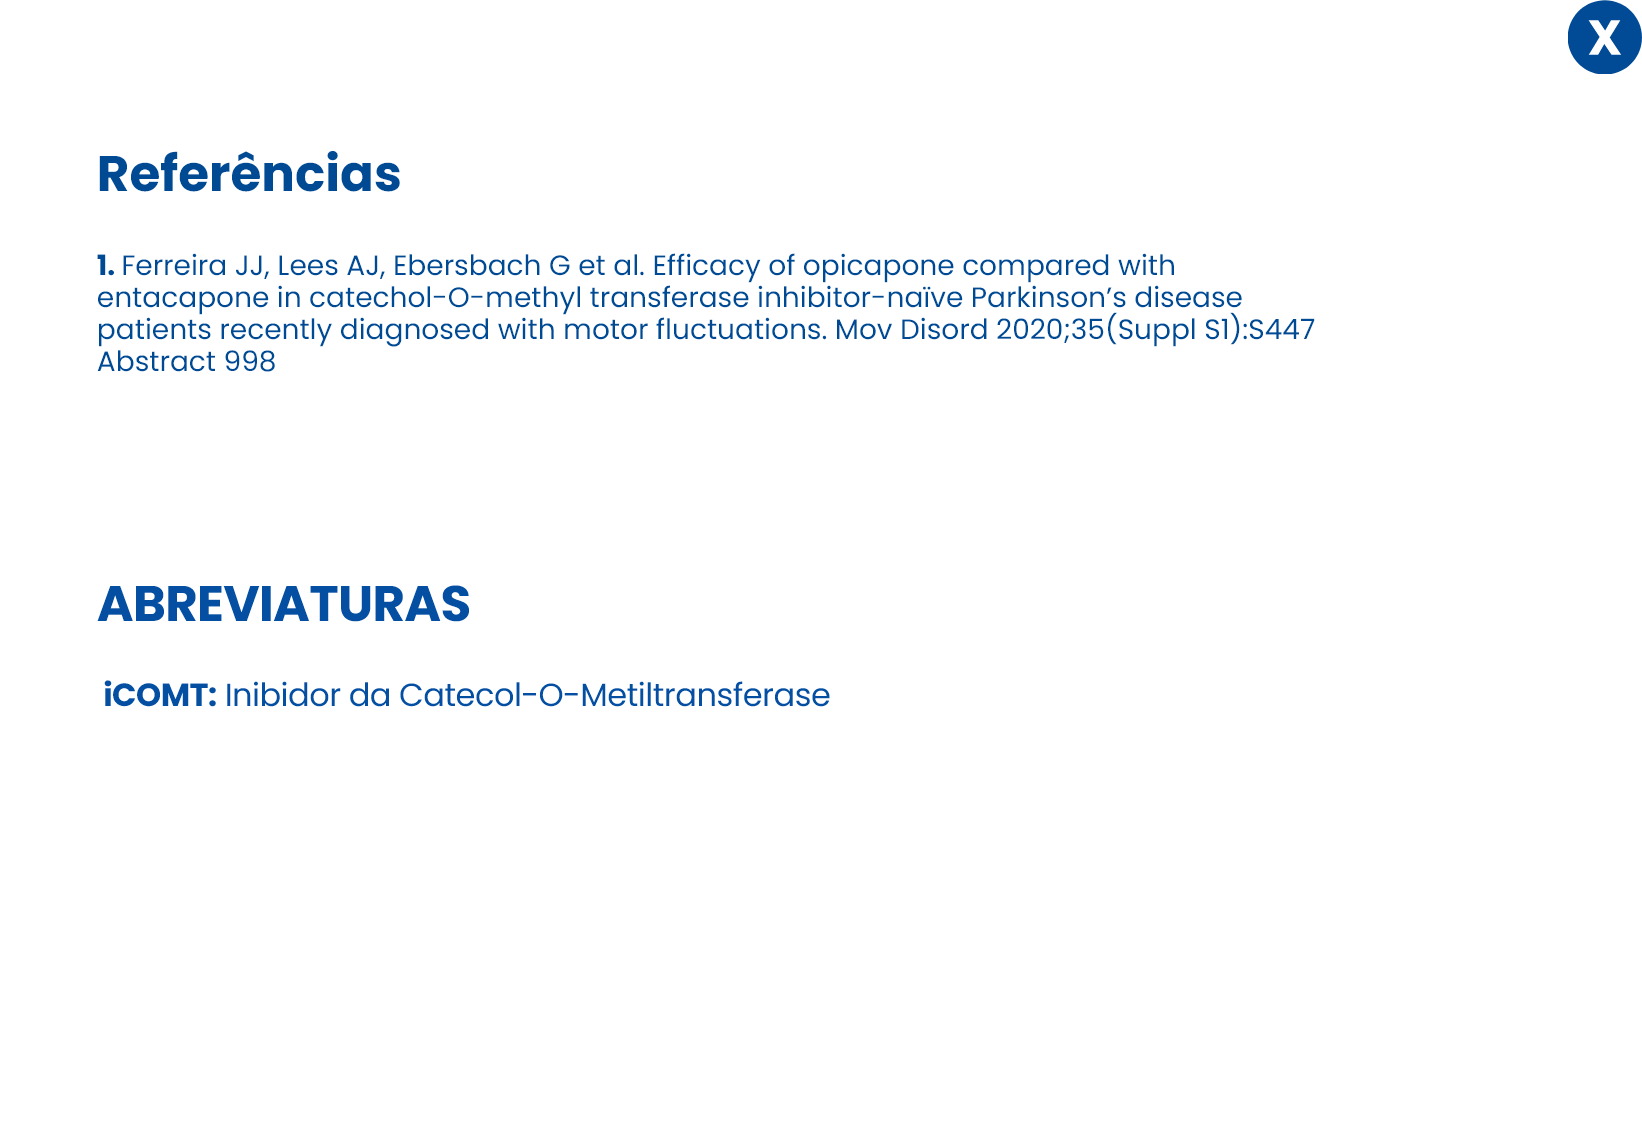 X
Referências
1. Ferreira JJ, Lees AJ, Ebersbach G et al. Efficacy of opicapone compared with
entacapone in catechol-O-methyl transferase inhibitor-naïve Parkinson’s disease
patients recently diagnosed with motor fluctuations. Mov Disord 2020;35(Suppl S1):S447
Abstract 998
ABREVIATURAS
iCOMT: Inibidor da Catecol-O-Metiltransferase